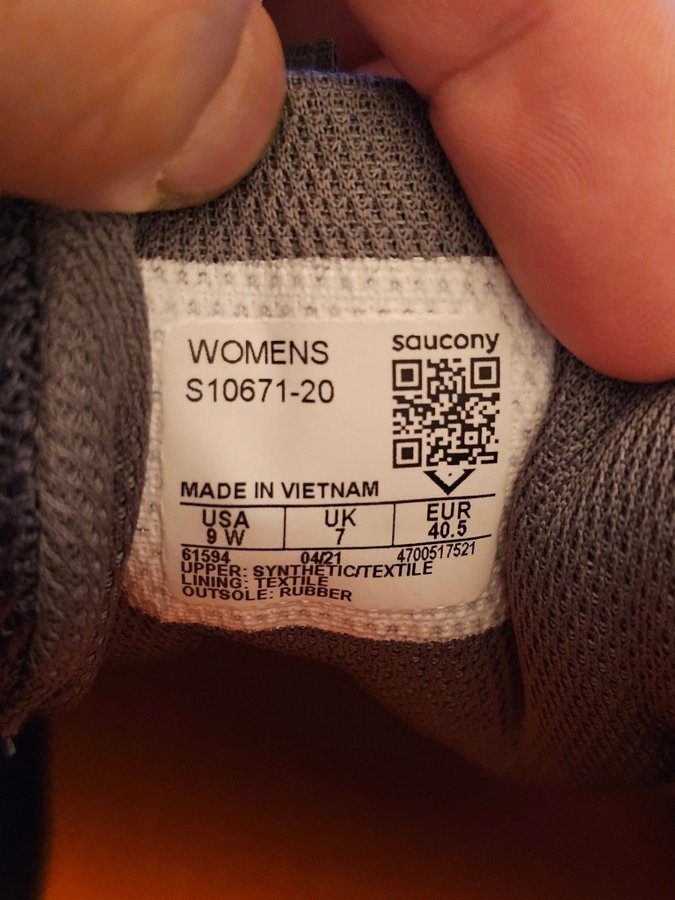 WOMENS
S10671-20
saucony
MADE IN VIETNAM
USA UK EUR
9 W 7 40.5
61594 04/21 4700517521
UPPER: SYNTHETIC/TEXTILE
LINING: TEXTILE
OUTSOLE: RUBBER